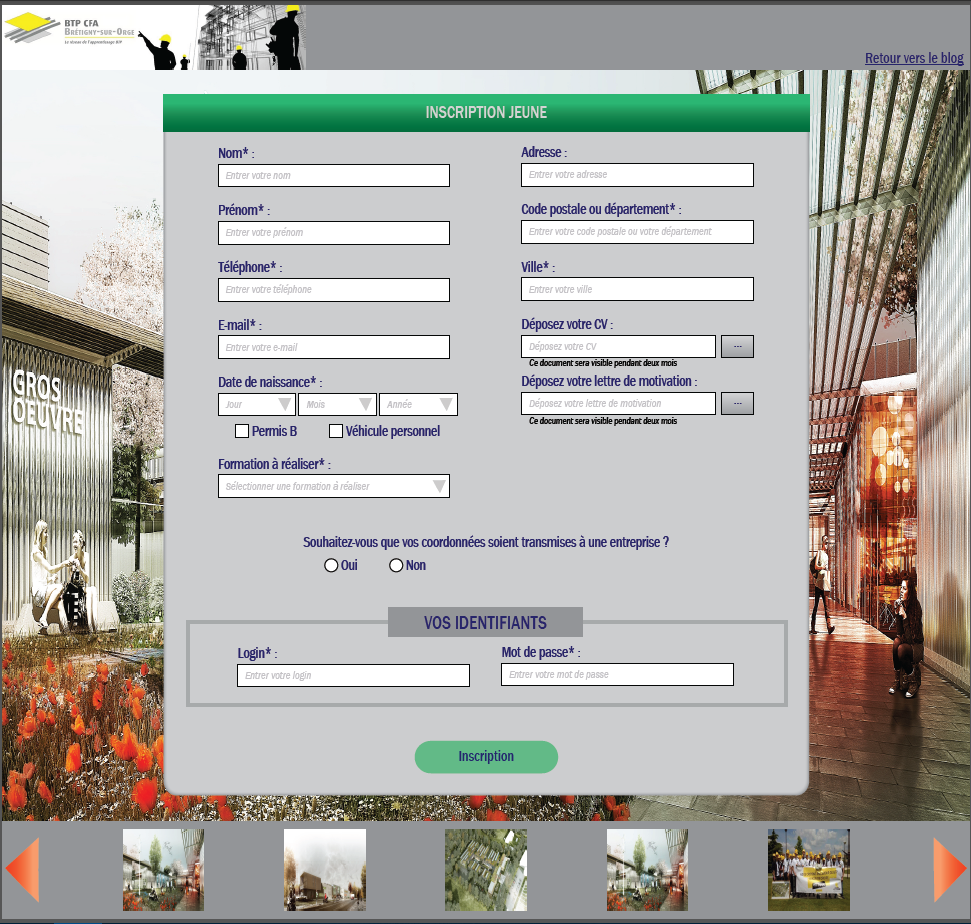 BTP CFA
Brétigny-sur-Orge
Le réseau de l'apprentissage BTP
Retour vers le blog
INSCRIPTION JEUNE
Nom* :
Entrer votre nom
Prénom* :
Entrer votre prénom
Téléphone* :
Entrer votre téléphone
E-mail* :
Entrer votre e-mail
Date de naissance* :
Jour Mois Année
Permis B Véhicule personnel
Formation à réaliser* :
Sélectionner une formation à réaliser
Adresse :
Entrer votre adresse
Code postale ou département* :
Entrer votre code postale ou votre département
Ville* :
Entrer votre ville
Déposez votre CV :
Déposez votre CV ...
Ce document sera visible pendant deux mois
Déposez votre lettre de motivation :
Déposez votre lettre de motivation ...
Ce document sera visible pendant deux mois
Souhaitez-vous que vos coordonnées soient transmises à une entreprise ?
Oui Non
VOS IDENTIFIANTS
Login* :
Entrer votre login
Mot de passe* :
Entrer votre mot de passe
Inscription
GROS
OEUVRE